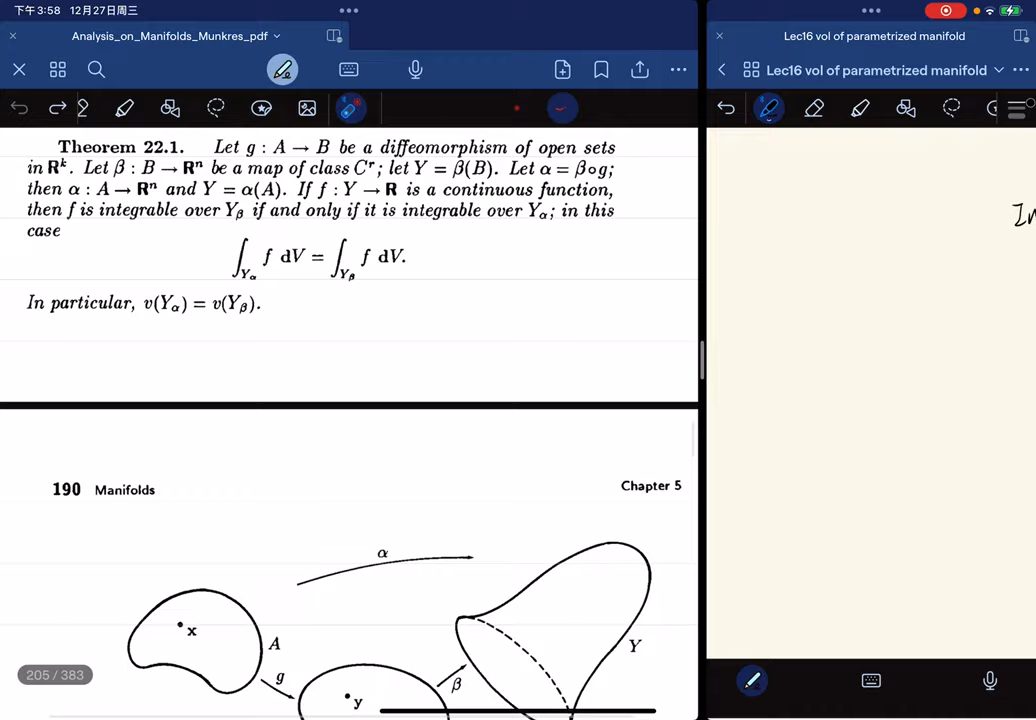 下午3:58 12月27日周三
Analysis_on_Manifolds_Munkres_pdf
Lec16 vol of parametrized manifold
Lec16 vol of parametrized manifold
Theorem 22.1. Let g : A → B be a diffeomorphism of open sets
in Rᵏ. Let β : B → Rⁿ be a map of class Cʳ; let Y = β(B). Let α = β∘g;
then α : A → Rⁿ and Y = α(A). If f : Y → R is a continuous function,
then f is integrable over Y_β if and only if it is integrable over Y_α; in this
case
∫_{Y_α} f dV = ∫_{Y_β} f dV.
In particular, v(Y_α) = v(Y_β).
190 Manifolds
Chapter 5
α
x
A
g
y
β
Y
205 / 383